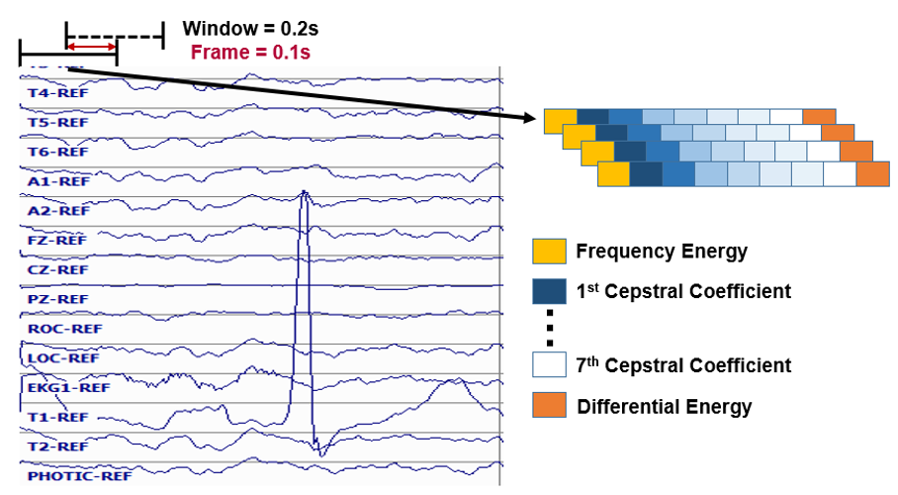 Window = 0.2s
Frame = 0.1s
T4-REF
T5-REF
T6-REF
A1-REF
A2-REF
FZ-REF
CZ-REF
PZ-REF
ROC-REF
LOC-REF
EKG1-REF
T1-REF
T2-REF
PHOTIC-REF
Frequency Energy
1st Cepstral Coefficient
7th Cepstral Coefficient
Differential Energy